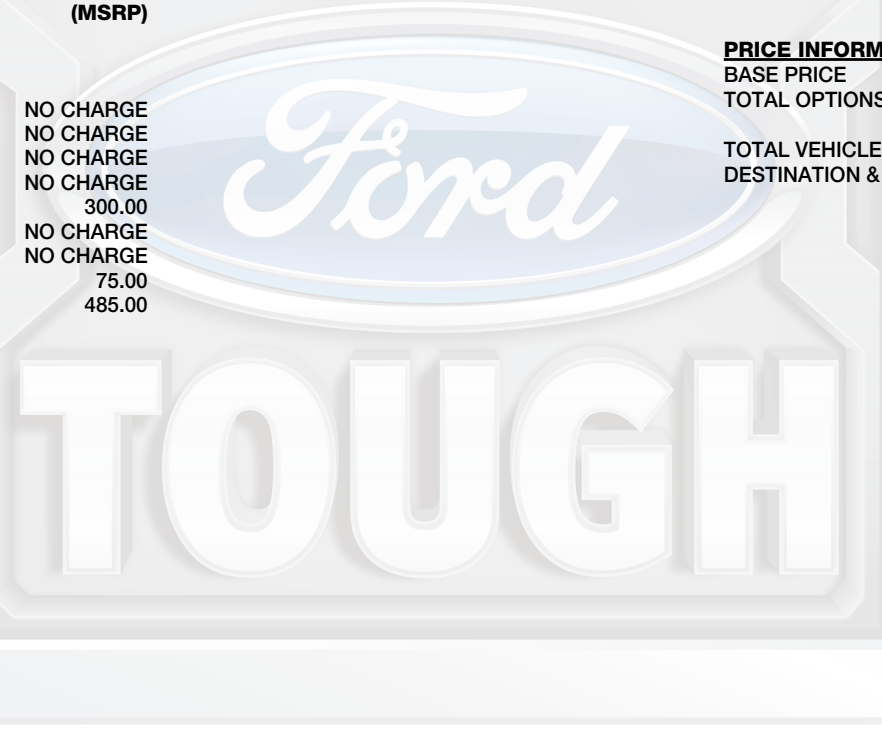 (MSRP)
NO CHARGE
NO CHARGE
NO CHARGE
NO CHARGE
300.00
NO CHARGE
NO CHARGE
75.00
485.00
PRICE INFORM
BASE PRICE
TOTAL OPTIONS
TOTAL VEHICLE
DESTINATION &
Ford
TOUGH